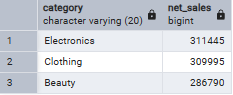 category
character varying (20)
net_sales
bigint
1 Electronics 311445
2 Clothing 309995
3 Beauty 286790